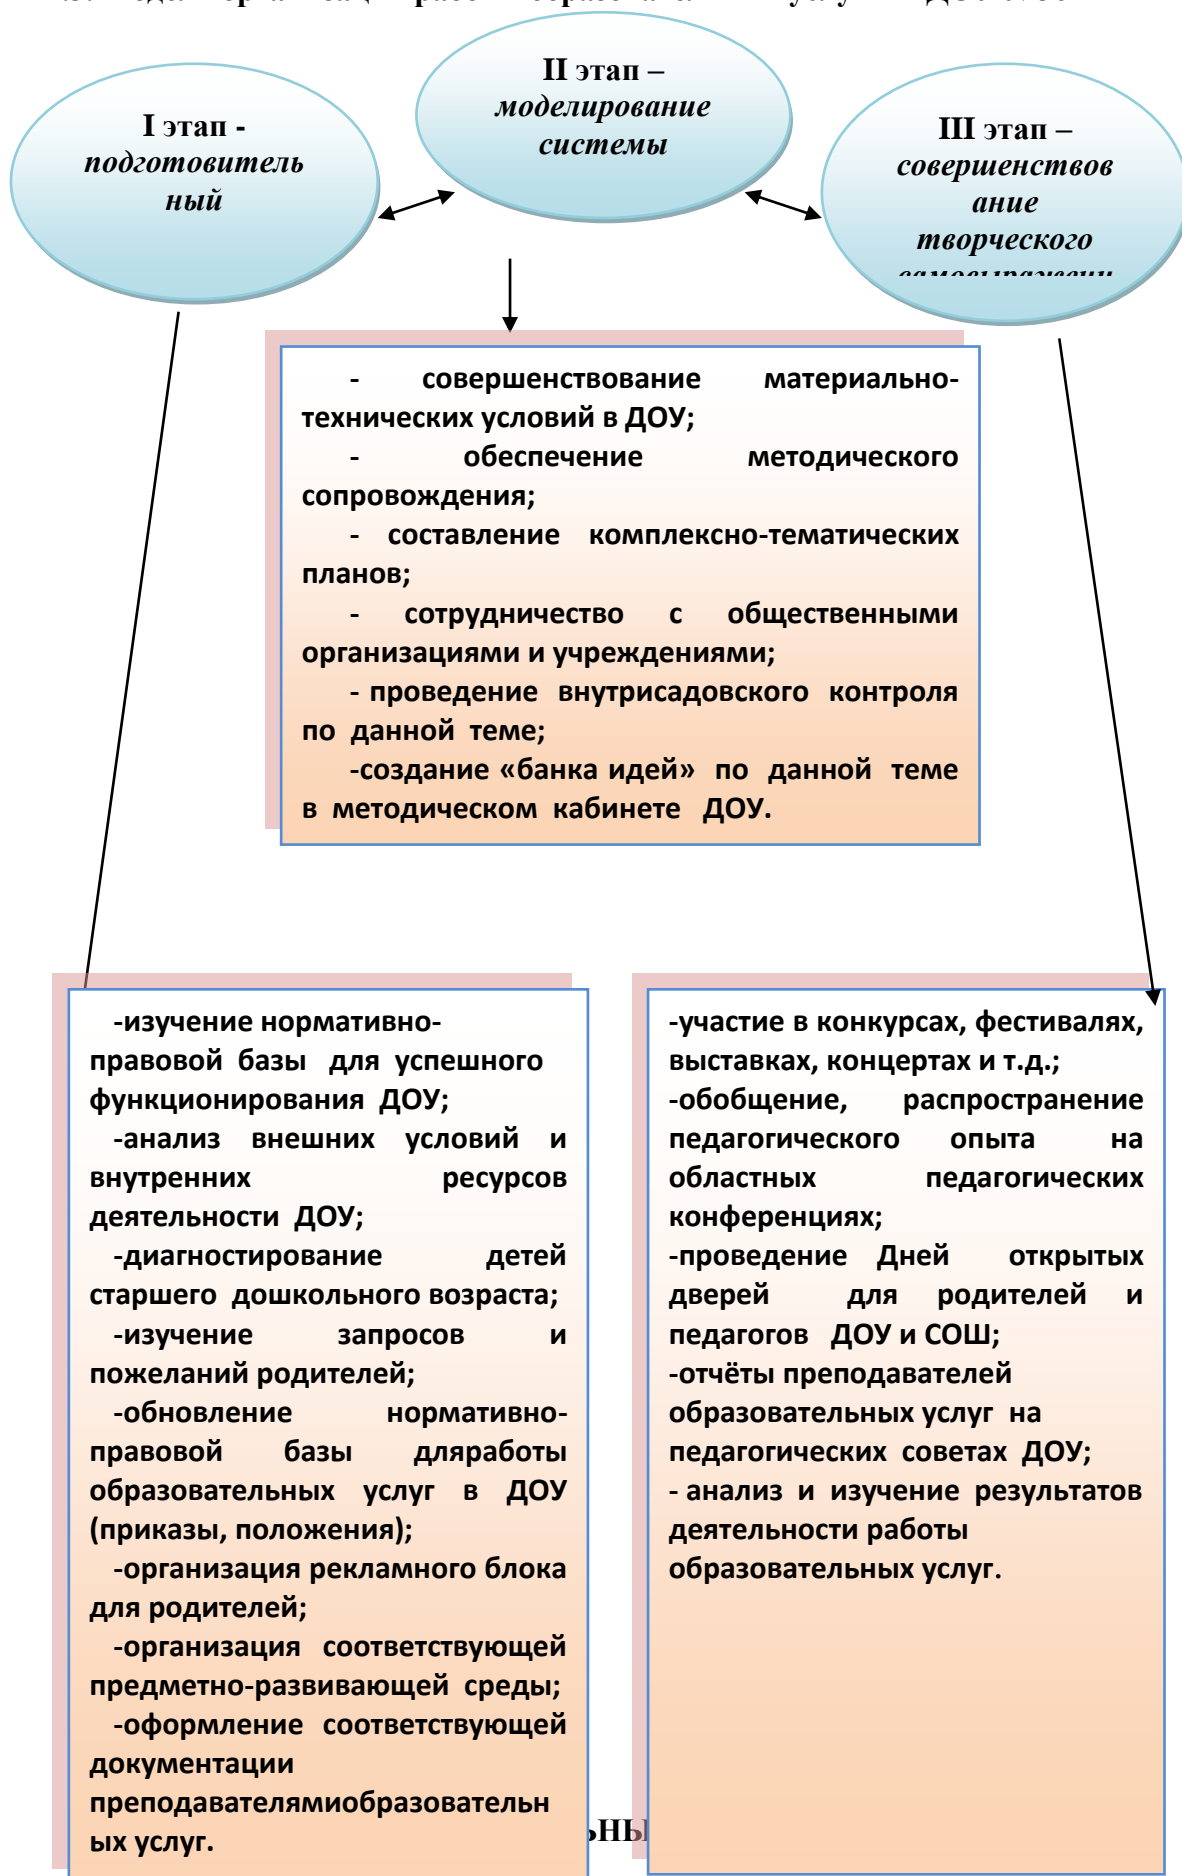 I этап -
подготовитель
ный
II этап –
моделирование
системы
III этап –
совершенствов
ание
творческого
- совершенствование материально-
технических условий в ДОУ;
- обеспечение методического
сопровождения;
- составление комплексно-тематических
планов;
- сотрудничество с общественными
организациями и учреждениями;
- проведение внутрисадовского контроля
по данной теме;
-создание «банка идей» по данной теме
в методическом кабинете ДОУ.
-изучение нормативно-
правовой базы для успешного
функционирования ДОУ;
-анализ внешних условий и
внутренних ресурсов
деятельности ДОУ;
-диагностирование детей
старшего дошкольного возраста;
-изучение запросов и
пожеланий родителей;
-обновление нормативно-
правовой базы дляработы
образовательных услуг в ДОУ
(приказы, положения);
-организация рекламного блока
для родителей;
-организация соответствующей
предметно-развивающей среды;
-оформление соответствующей
документации
преподавателямиобразовательн
ых услуг.
-участие в конкурсах, фестивалях,
выставках, концертах и т.д.;
-обобщение, распространение
педагогического опыта на
областных педагогических
конференциях;
-проведение Дней открытых
дверей для родителей и
педагогов ДОУ и СОШ;
-отчёты преподавателей
образовательных услуг на
педагогических советах ДОУ;
- анализ и изучение результатов
деятельности работы
образовательных услуг.